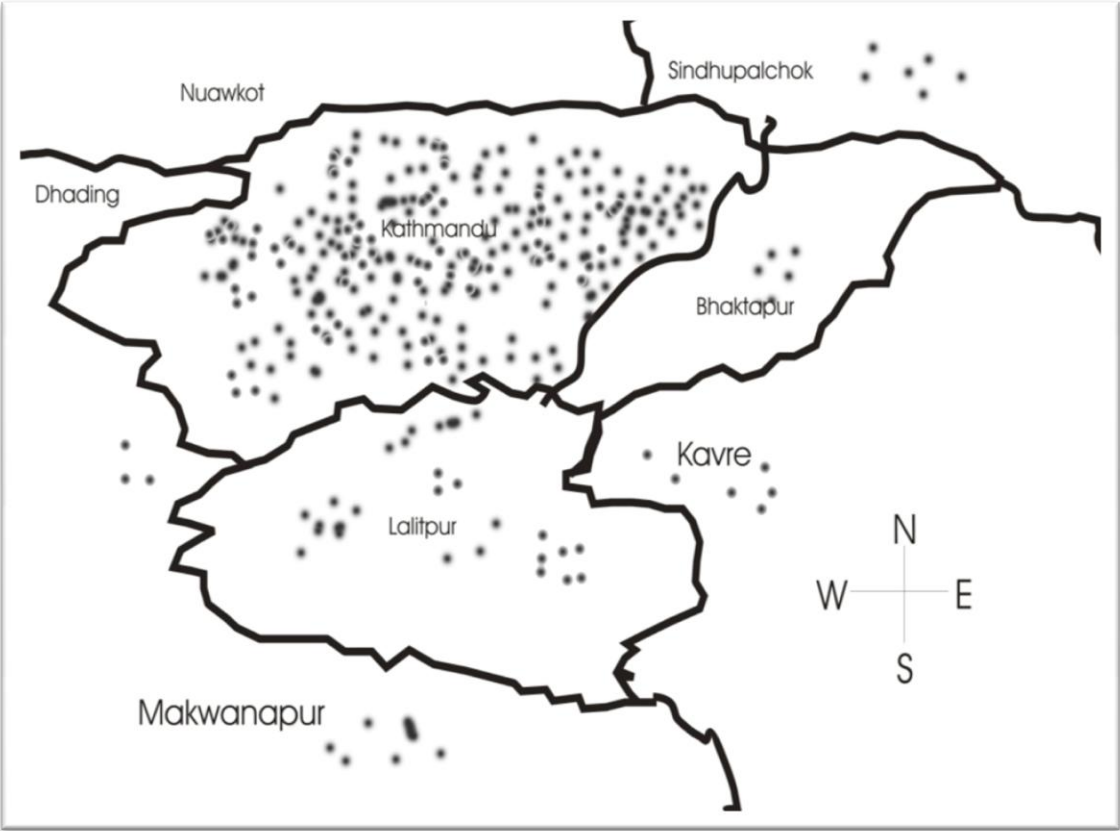 Sindhupalchok
Nuawkot
Dhading
Kathmandu
Bhaktapur
Kavre
Lalitpur
N
W
E
S
Makwanapur